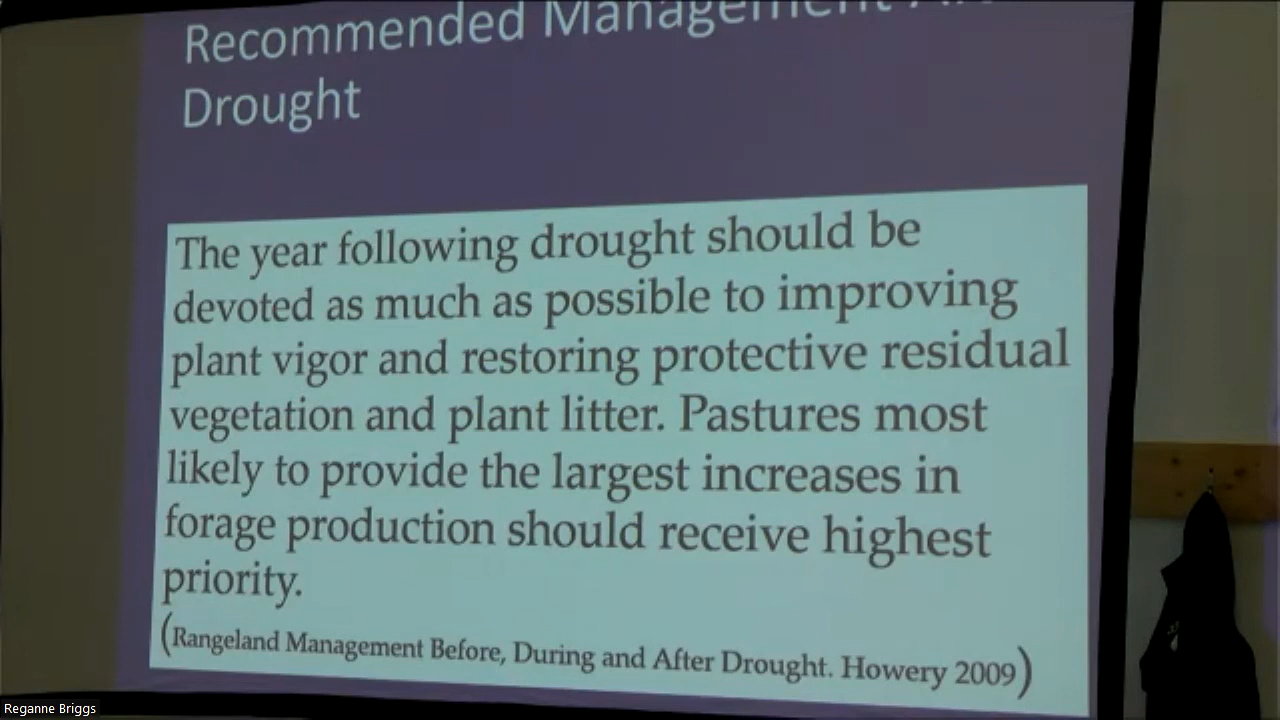 Recommended Management
Drought
The year following drought should be
devoted as much as possible to improving
plant vigor and restoring protective residual
vegetation and plant litter. Pastures most
likely to provide the largest increases in
forage production should receive highest
priority.
(Rangeland Management Before, During and After Drought. Howery 2009)
Reganne Briggs